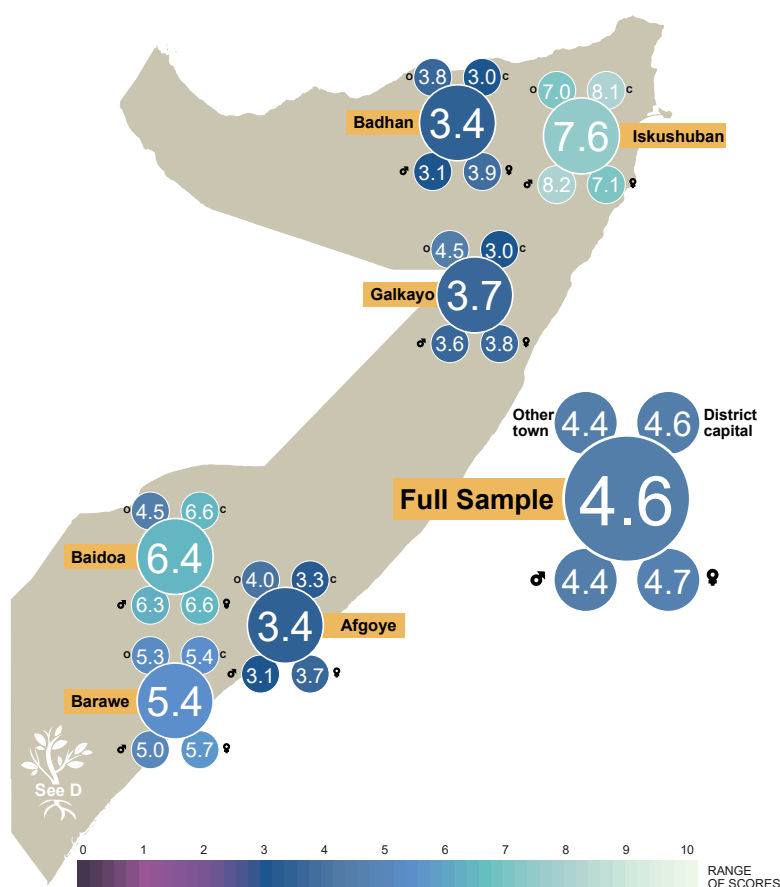 3.8 3.0
O C
Badhan 3.4
♂ 3.1 3.9 ♀
7.0 8.1
O C
7.6 Iskushuban
♂ 8.2 7.1 ♀
O 4.5 3.0 C
Galkayo 3.7
♂ 3.6 3.8 ♀
Other
town
4.4 4.6
District
capital
Full Sample 4.6
♂ 4.4 4.7 ♀
O 4.5 6.6 C
Baidoa 6.4
♂ 6.3 6.6 ♀
O 4.0 3.3 C
3.4 Afgoye
♂ 3.1 3.7 ♀
O 5.3 5.4 C
Barawe 5.4
♂ 5.0 5.7 ♀
See D
0 1 2 3 4 5 6 7 8 9 10
RANGE
OF SCORES